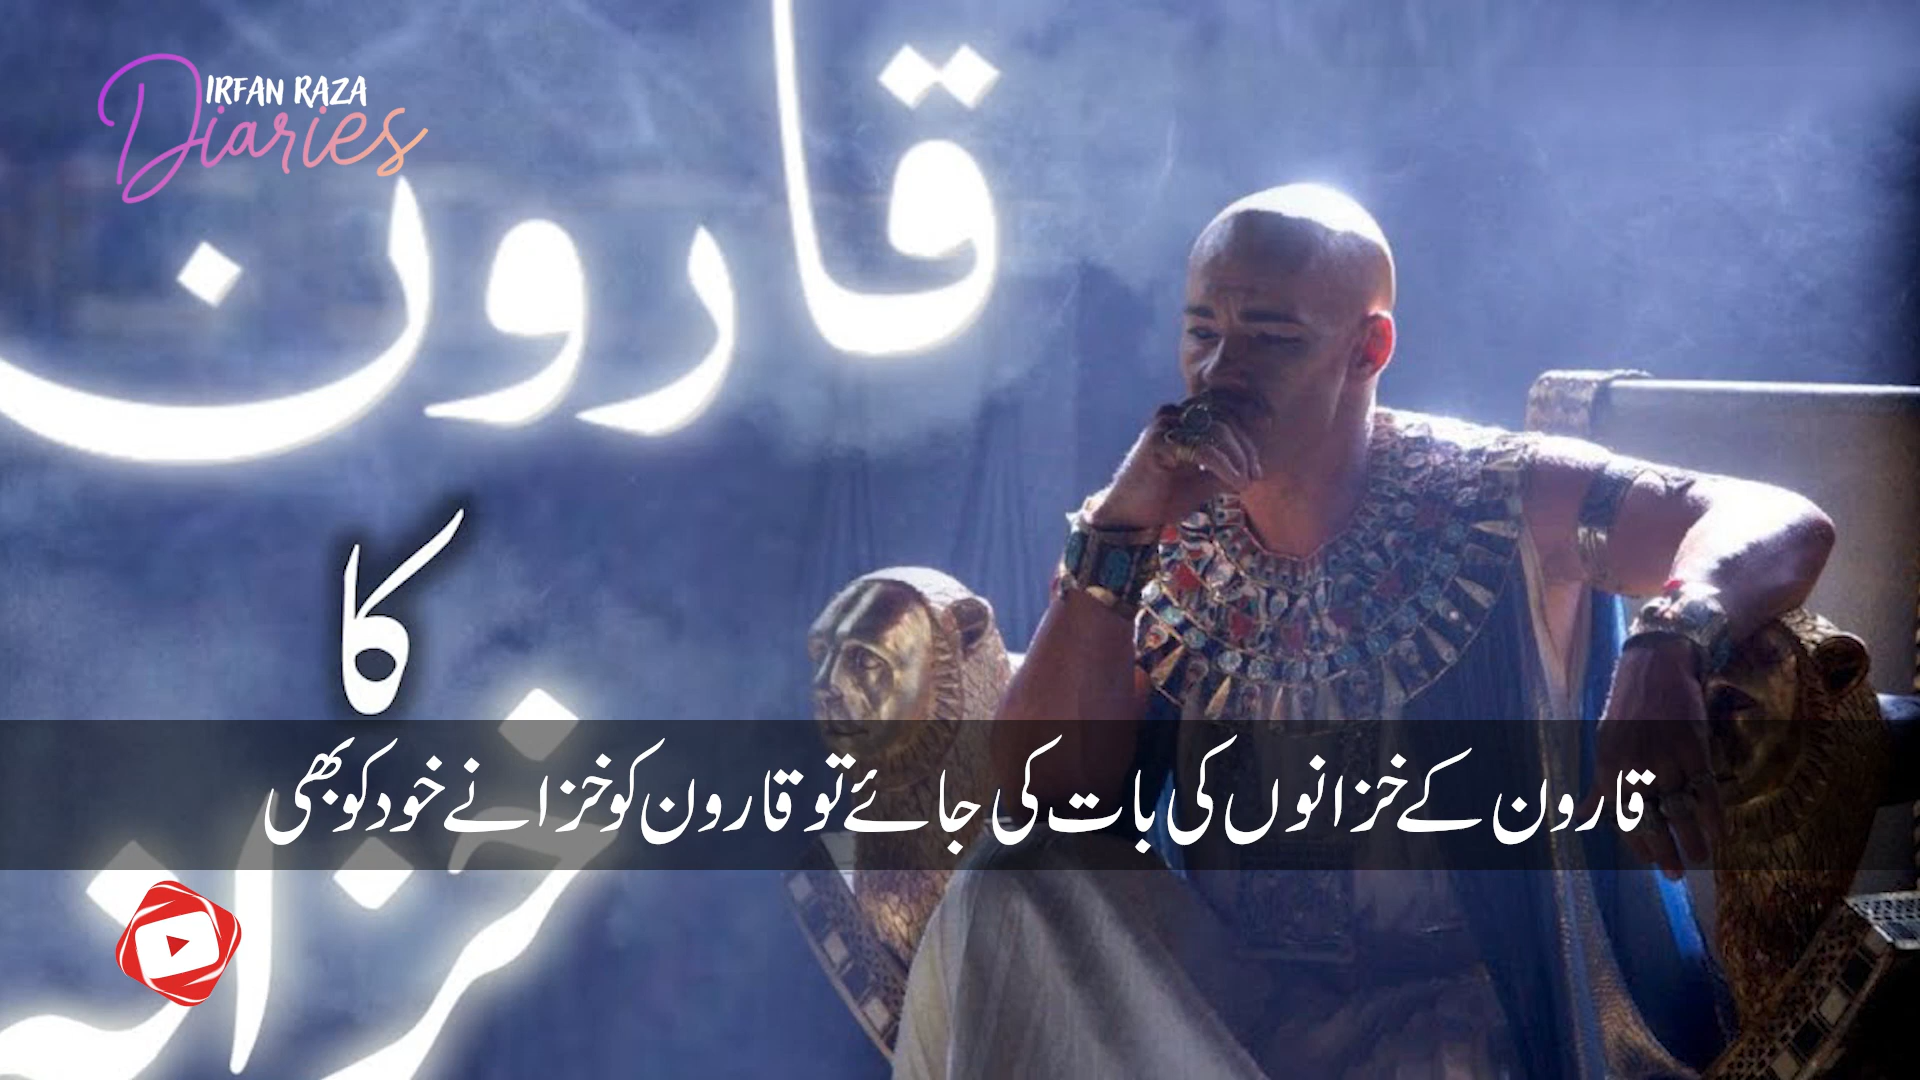 IRFAN RAZA
Diaries
قارون
کا
خزانہ
قارون کے خزانوں کی بات کی جائے تو قارون کو خزانے خود کو بھی